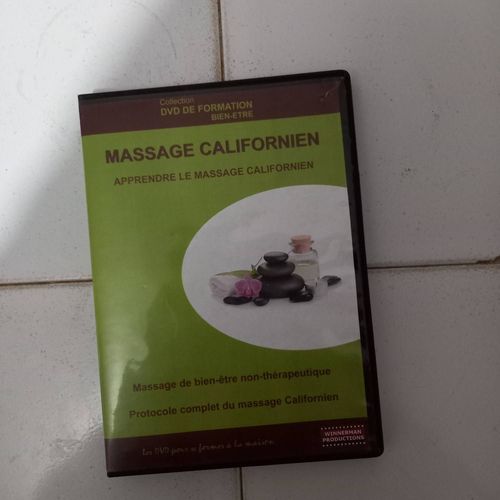 Collection
DVD DE FORMATION
BIEN-ETRE
MASSAGE CALIFORNIEN
APPRENDRE LE MASSAGE CALIFORNIEN
Massage de bien-être non-thérapeutique
Protocole complet du massage Californien
Les DVD pour se former à la maison
WINNERMAN
PRODUCTIONS